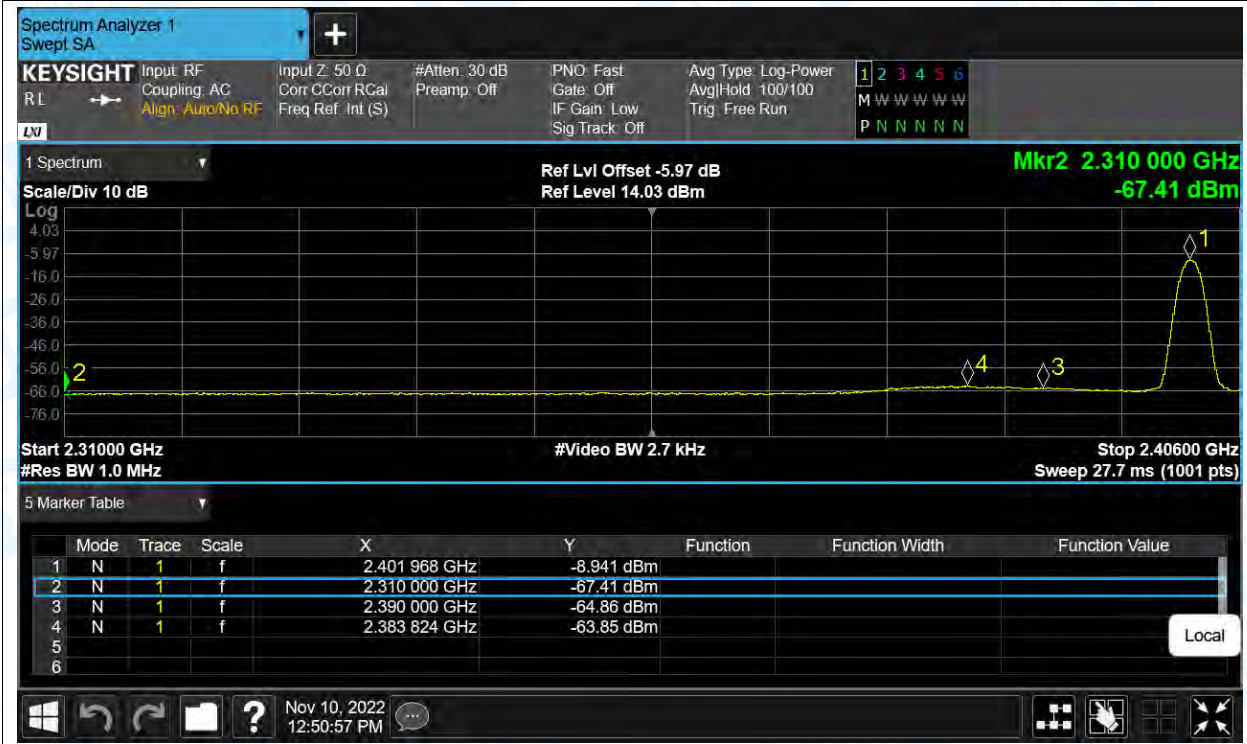 Spectrum Analyzer 1
Swept SA
+
KEYSIGHT Input: RF Input Z: 50 Ω #Atten: 30 dB PNO: Fast Avg Type: Log-Power 1 2 3 4 5 6
RL Coupling: AC Corr CCorr RCal Preamp: Off Gate: Off Avg|Hold: 100/100 M W W W W W
Align: Auto/No RF Freq Ref: Int (S) IF Gain: Low Trig: Free Run P N N N N N
LXI Sig Track: Off
1 Spectrum Ref Lvl Offset -5.97 dB Mkr2 2.310 000 GHz
Scale/Div 10 dB Ref Level 14.03 dBm -67.41 dBm
Log
4.03
-5.97
-16.0
-26.0
-36.0
-46.0
-56.0
-66.0
-76.0
1
2
4
3
Start 2.31000 GHz #Video BW 2.7 kHz Stop 2.40600 GHz
#Res BW 1.0 MHz Sweep 27.7 ms (1001 pts)
5 Marker Table
Mode Trace Scale X Y Function Function Width Function Value
1 N 1 f 2.401 968 GHz -8.941 dBm
2 N 1 f 2.310 000 GHz -67.41 dBm
3 N 1 f 2.390 000 GHz -64.86 dBm
4 N 1 f 2.383 824 GHz -63.85 dBm
5
6
Local
? Nov 10, 2022
12:50:57 PM